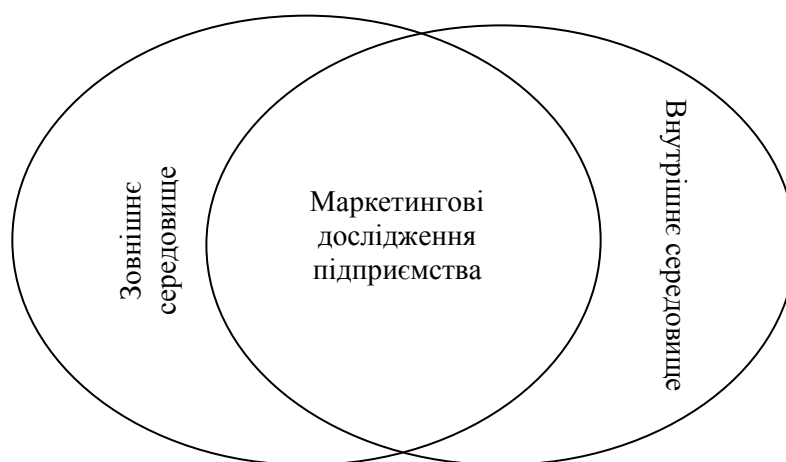 Зовнішнє
середовище
Маркетингові
дослідження
підприємства
Внутрішнє середовище